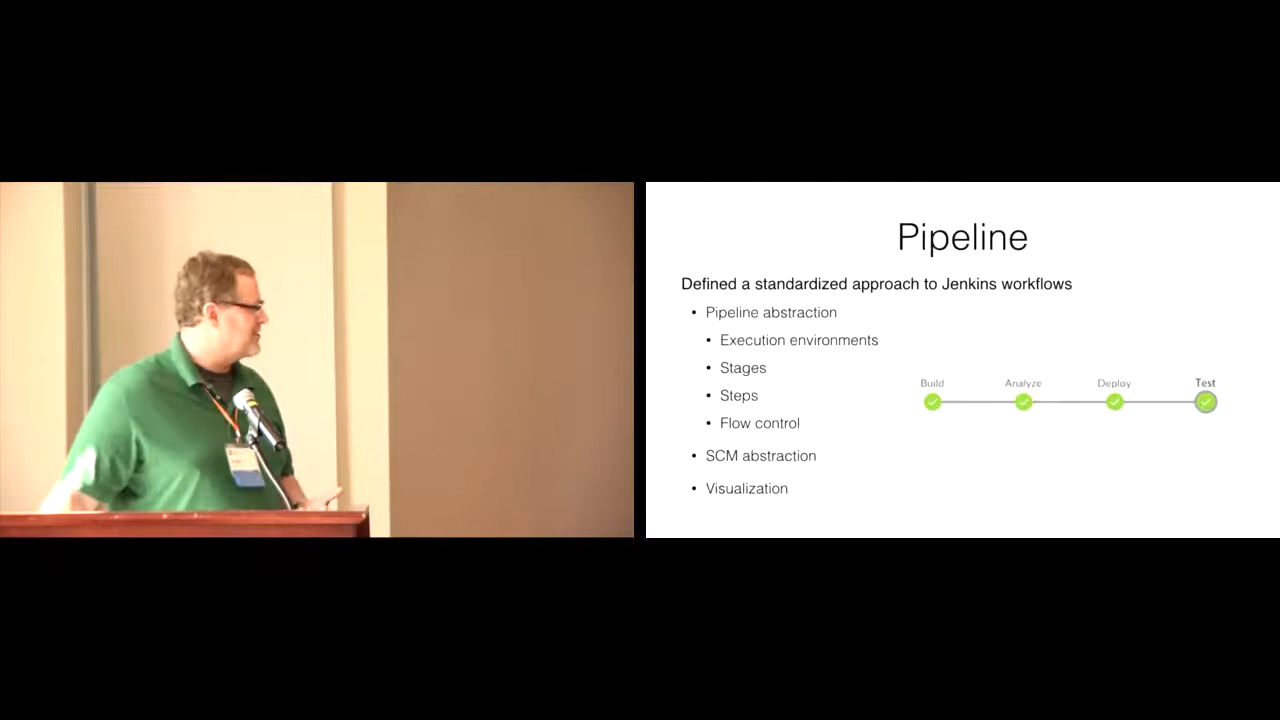 Pipeline
Defined a standardized approach to Jenkins workflows
• Pipeline abstraction
• Execution environments
• Stages
• Steps
• Flow control
• SCM abstraction
• Visualization
Build Analyze Deploy Test